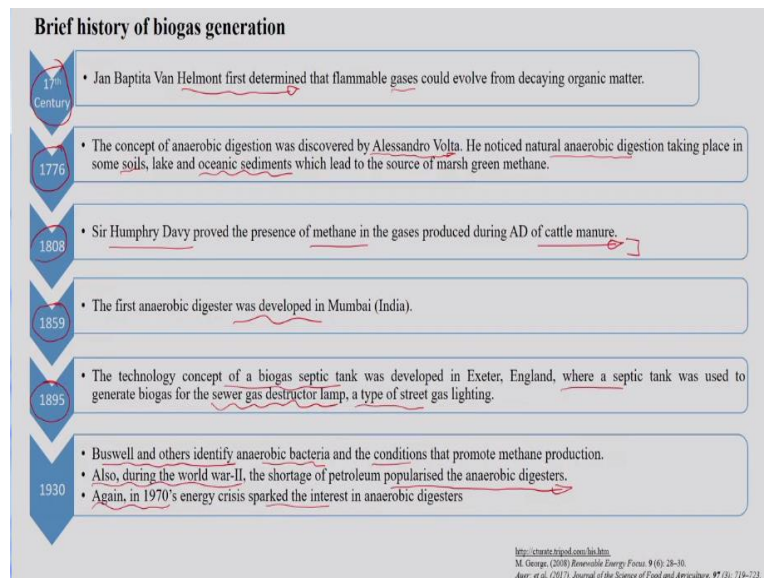 Brief history of biogas generation
17th
Century
• Jan Baptita Van Helmont first determined that flammable gases could evolve from decaying organic matter.
1776
• The concept of anaerobic digestion was discovered by Alessandro Volta. He noticed natural anaerobic digestion taking place in
some soils, lake and oceanic sediments which lead to the source of marsh green methane.
1808
• Sir Humphry Davy proved the presence of methane in the gases produced during AD of cattle manure.
1859
• The first anaerobic digester was developed in Mumbai (India).
1895
• The technology concept of a biogas septic tank was developed in Exeter, England, where a septic tank was used to
generate biogas for the sewer gas destructor lamp, a type of street gas lighting.
1930
• Buswell and others identify anaerobic bacteria and the conditions that promote methane production.
• Also, during the world war-II, the shortage of petroleum popularised the anaerobic digesters.
• Again, in 1970's energy crisis sparked the interest in anaerobic digesters
http://cturare.tripod.com/his.htm
M. George, (2008) Renewable Energy Focus. 9 (6): 28–30.
Auer, et al. (2017). Journal of the Science of Food and Agriculture. 97 (3): 719–723